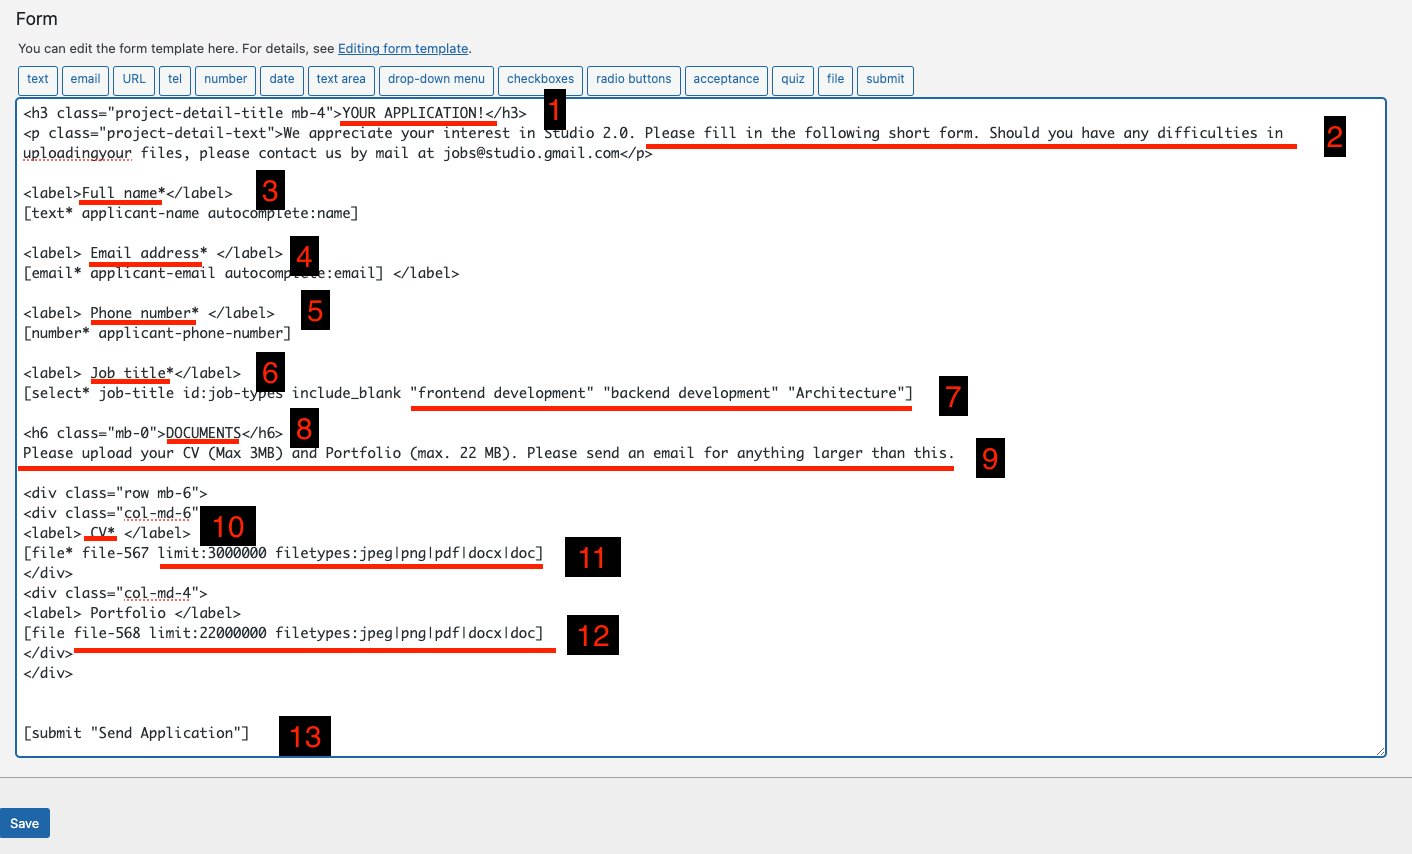 Form
You can edit the form template here. For details, see Editing form template.
text email URL tel number date text area drop-down menu checkboxes radio buttons acceptance quiz file submit
<h3 class="project-detail-title mb-4">YOUR APPLICATION!</h3> 1
<p class="project-detail-text">We appreciate your interest in Studio 2.0. Please fill in the following short form. Should you have any difficulties in 2
uploadingyour files, please contact us by mail at jobs@studio.gmail.com</p>
<label>Full name*</label> 3
[text* applicant-name autocomplete:name]
<label> Email address* </label> 4
[email* applicant-email autocomplete:email] </label>
<label> Phone number* </label> 5
[number* applicant-phone-number]
<label> Job title*</label> 6
[select* job-title id:job-types include_blank "frontend development" "backend development" "Architecture"] 7
<h6 class="mb-0">DOCUMENTS</h6> 8
Please upload your CV (Max 3MB) and Portfolio (max. 22 MB). Please send an email for anything larger than this. 9
<div class="row mb-6">
<div class="col-md-6"
<label> CV* </label> 10
[file* file-567 limit:3000000 filetypes:jpeg|png|pdf|docx|doc] 11
</div>
<div class="col-md-4">
<label> Portfolio </label>
[file file-568 limit:22000000 filetypes:jpeg|png|pdf|docx|doc] 12
</div>
</div>
[submit "Send Application"] 13
Save